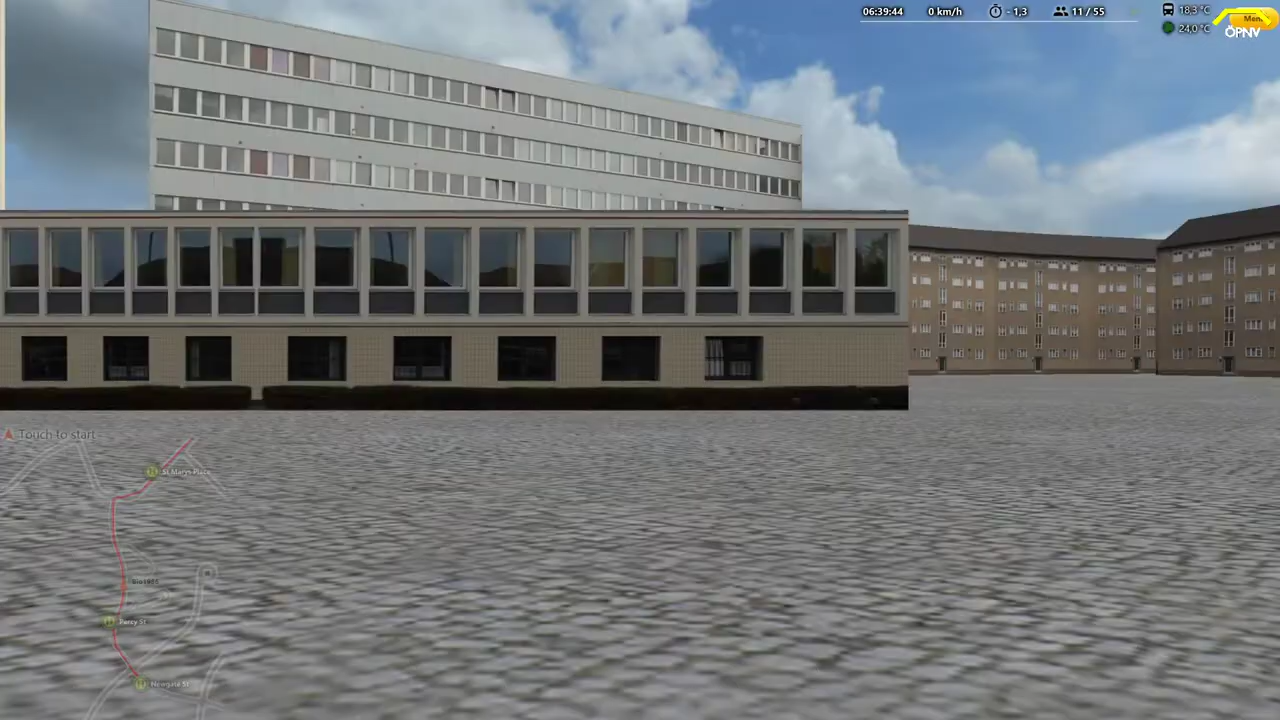 06:39:44 0 km/h - 1,3 11 / 55 18,3 °C
24,0 °C
ÖPNV
Touch to start
St Marys Place
Percy St
Newgate St